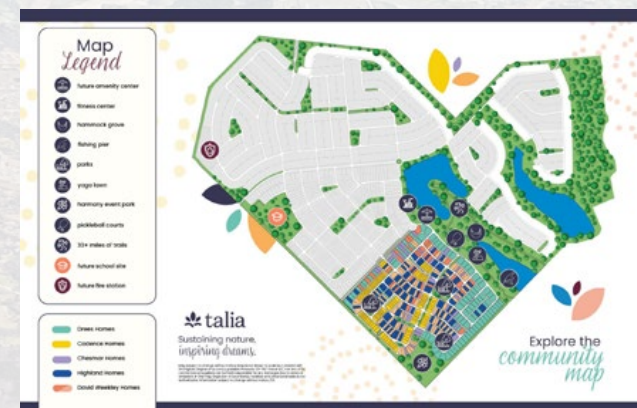 Map
Legend
future amenity center
fitness center
hammock grove
fishing pier
parks
yoga lawn
harmony event park
pickleball courts
30+ miles of trails
future school site
future fire station
Drees Homes
Cadence Homes
Chesmar Homes
Highland Homes
David Weekley Homes
talia
Sustaining nature,
inspiring dreams.
Explore the
community
map